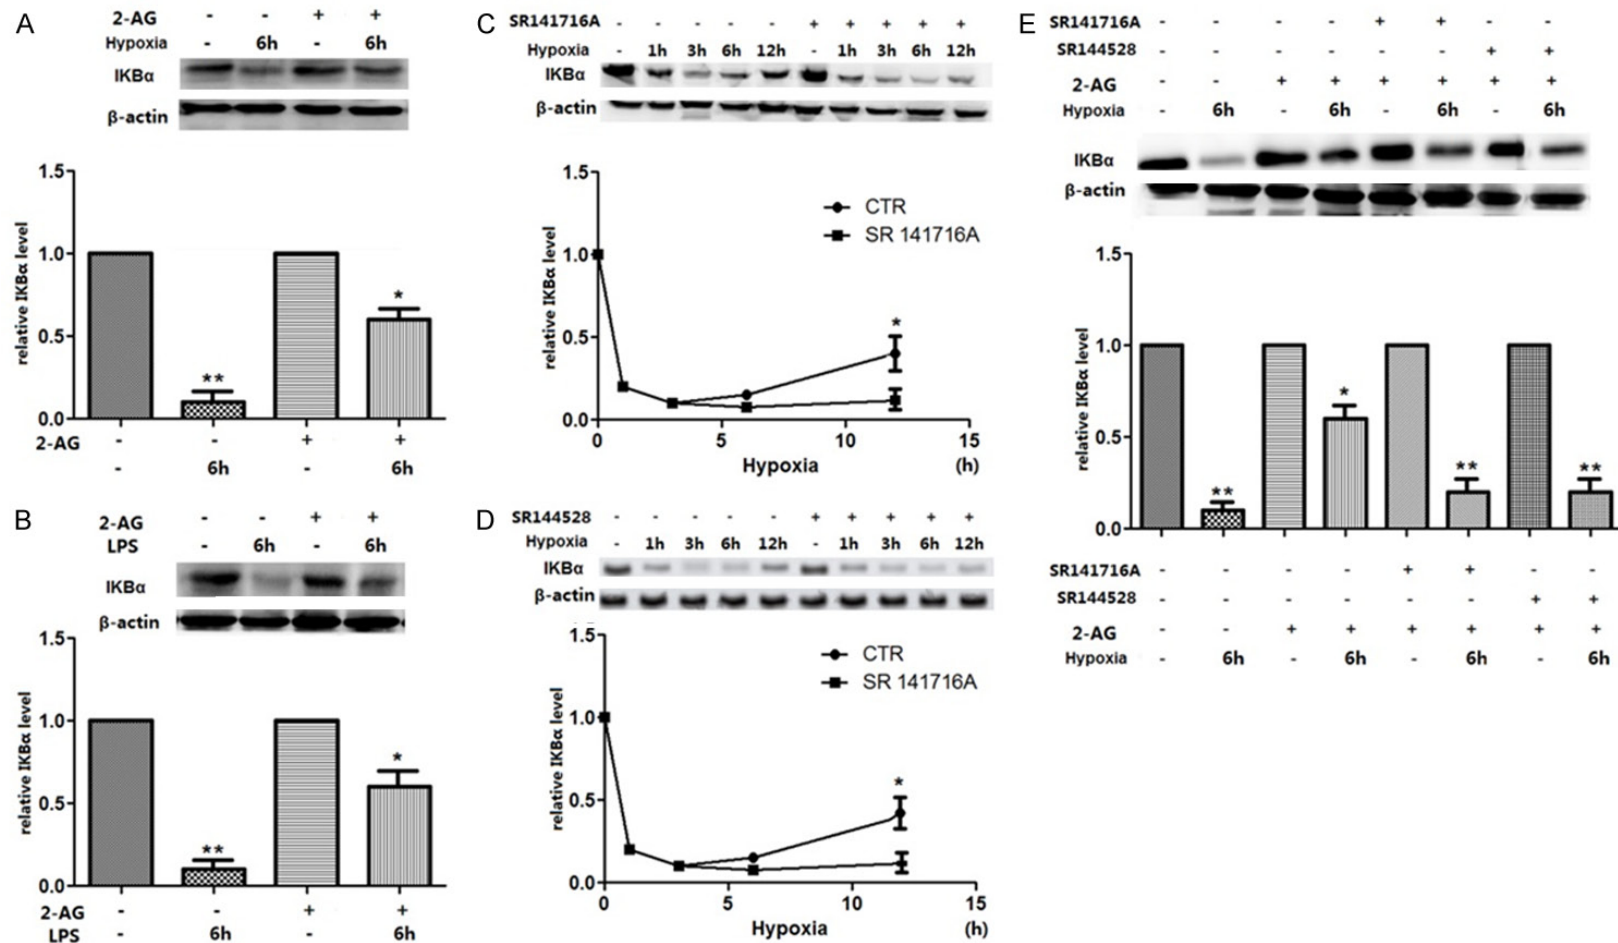 A
2-AG - - + +
Hypoxia - 6h - 6h
IKBα
β-actin
relative IKBα level
1.5
1.0
0.5
0.0
**
*
2-AG - - + +
- 6h - 6h
B
2-AG - - + +
LPS - 6h - 6h
IKBα
β-actin
relative IKBα level
1.5
1.0
0.5
0.0
**
*
2-AG - - + +
LPS - 6h - 6h
C
SR141716A - - - - - + + + + +
Hypoxia - 1h 3h 6h 12h - 1h 3h 6h 12h
IKBα
β-actin
relative IKBα level
1.5
1.0
0.5
0.0
CTR
SR 141716A
*
0 5 10 15
Hypoxia (h)
D
SR144528 - - - - - + + + + +
Hypoxia - 1h 3h 6h 12h - 1h 3h 6h 12h
IKBα
β-actin
relative IKBα level
1.5
1.0
0.5
0.0
CTR
SR 141716A
*
0 5 10 15
Hypoxia (h)
E
SR141716A - - - - + + - -
SR144528 - - - - - - + +
2-AG - - + + + + + +
Hypoxia - 6h - 6h - 6h - 6h
IKBα
β-actin
relative IKBα level
1.5
1.0
0.5
0.0
**
*
**
**
SR141716A - - - - + + - -
SR144528 - - - - - - + +
2-AG - - + + + + + +
Hypoxia - 6h - 6h - 6h - 6h